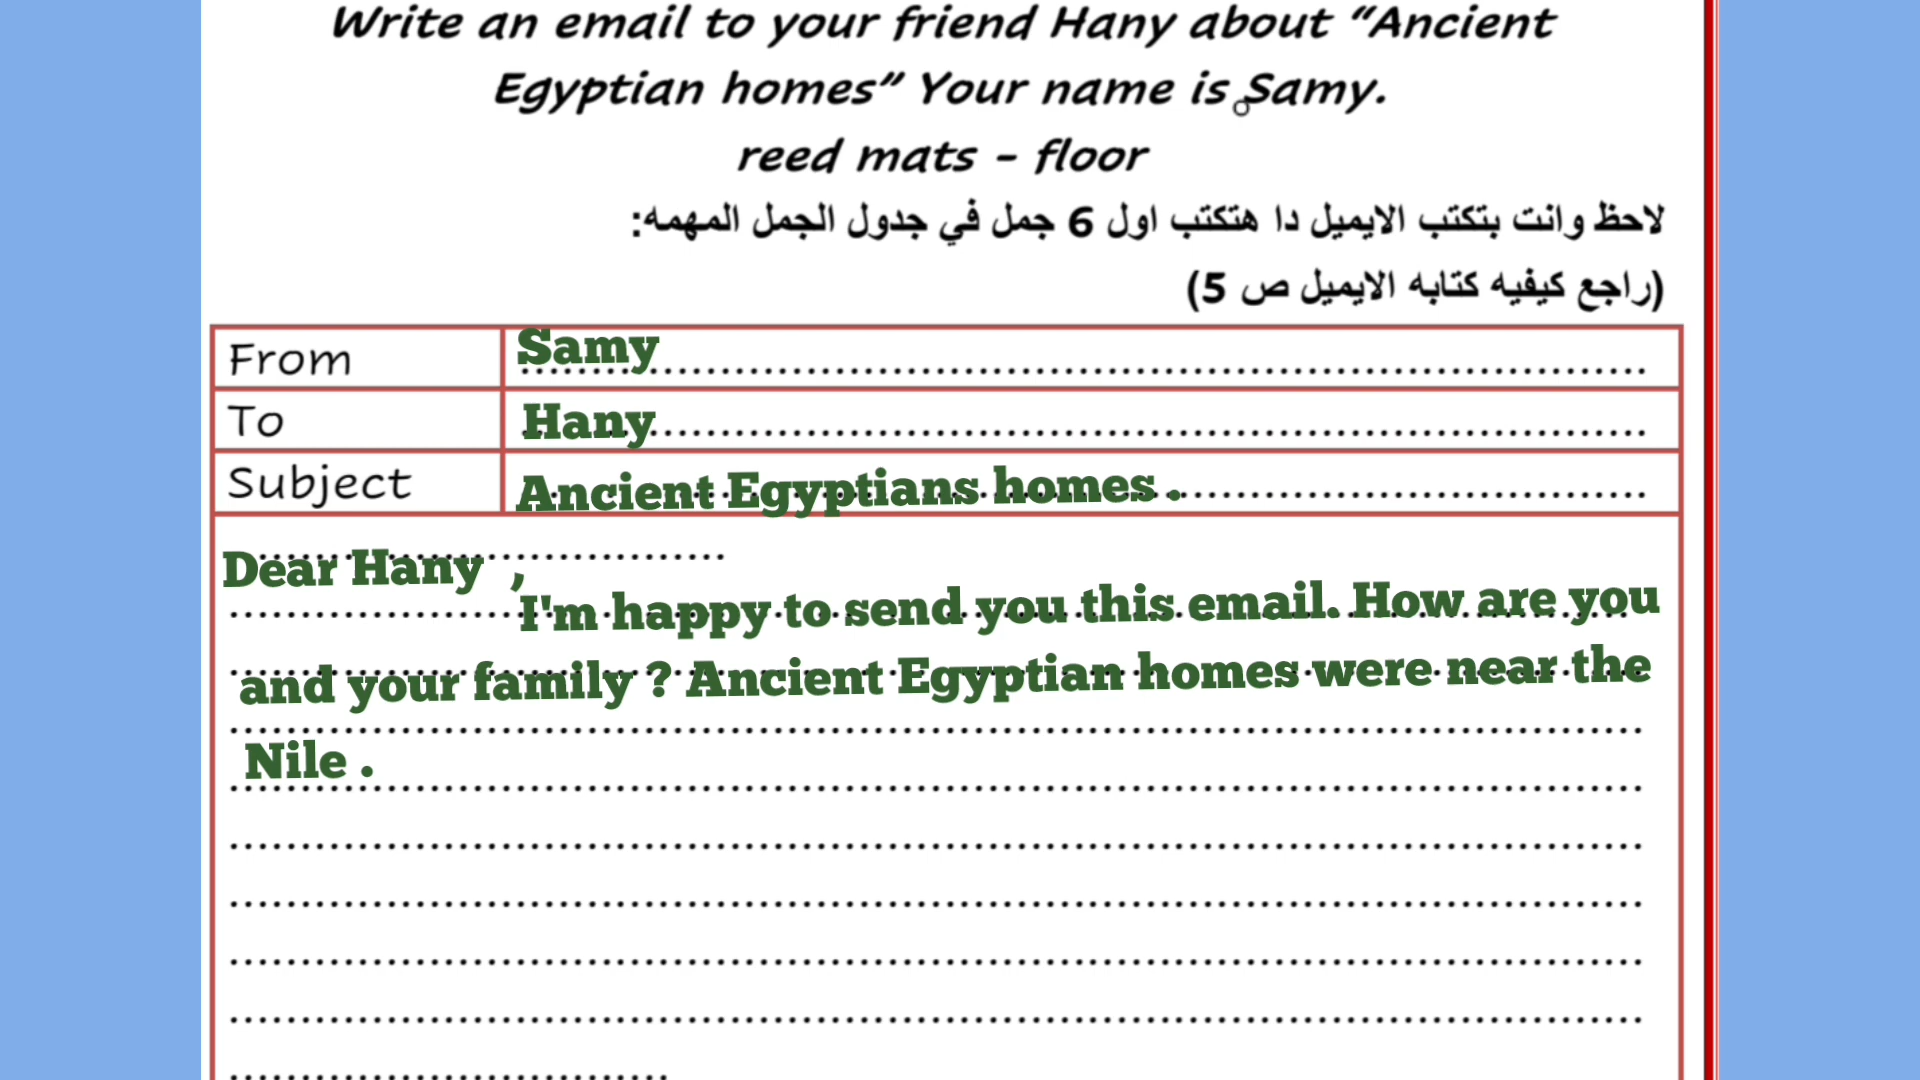 Write an email to your friend Hany about “Ancient
Egyptian homes” Your name is Samy.
reed mats – floor
لاحظ وانت بتكتب الايميل دا هتكتب اول 6 جمل في جدول الجمل المهمه:
(راجع كيفيه كتابه الايميل ص 5)
From Samy
To Hany
Subject Ancient Egyptians homes .
Dear Hany ,
I'm happy to send you this email. How are you
and your family ? Ancient Egyptian homes were near the
Nile .